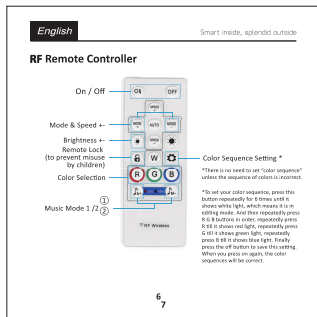 English
Smart inside, splendid outside
RF Remote Controller
On / Off
ON
OFF
SPEED
+
Mode & Speed +-
MODE
AUTO
MODE
SPEED
Brightness +-
Remote Lock
(to prevent misuse
by children)
W
Color Sequence Setting *
Color Selection
R
G
B
*There is no need to set "color sequence"
unless the sequence of colors is incorrect.
*To set your color sequence, press this
button repeatedly for 6 times until it
shows white light, which means it is in
editing mode. And then repeatedly press
R G B buttons in order, repeatedly press
R till it shows red light, repeatedly press
G till it shows green light, repeatedly
press B till it shows blue light. Finally
press the off button to save this setting.
When you press on again, the color
sequences will be correct.
Music Mode 1 /2
①
②
RF Wireless
6
7